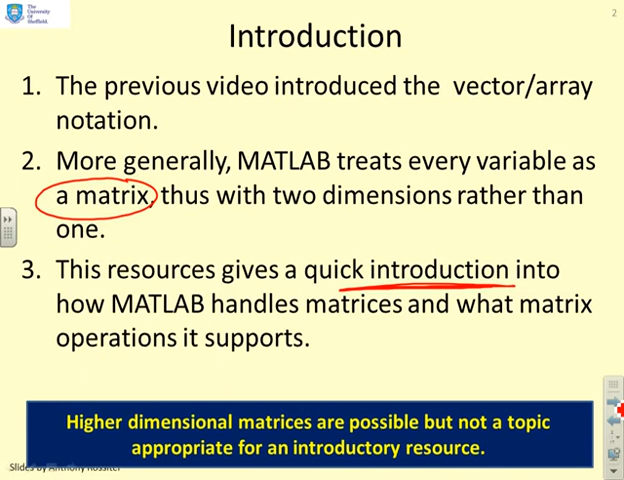 The
University
Of
Sheffield.
2
Introduction
1. The previous video introduced the vector/array
notation.
2. More generally, MATLAB treats every variable as
a matrix, thus with two dimensions rather than
one.
3. This resources gives a quick introduction into
how MATLAB handles matrices and what matrix
operations it supports.
Higher dimensional matrices are possible but not a topic
appropriate for an introductory resource.
Slides by Anthony Rossiter